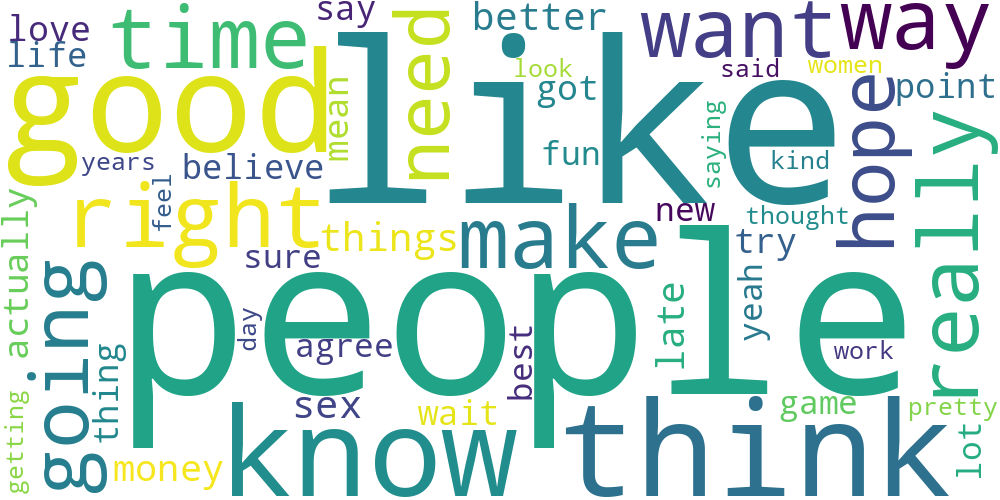 love
life
time
say
need
better
want
way
good
like
look
got
said
women
point
mean
hope
years
believe
feel
fun
saying
kind
really
right
things
make
new
thought
try
sure
actually
going
people
yeah
late
day
agree
best
work
thing
sex
wait
game
pretty
getting
money
know
think
lot